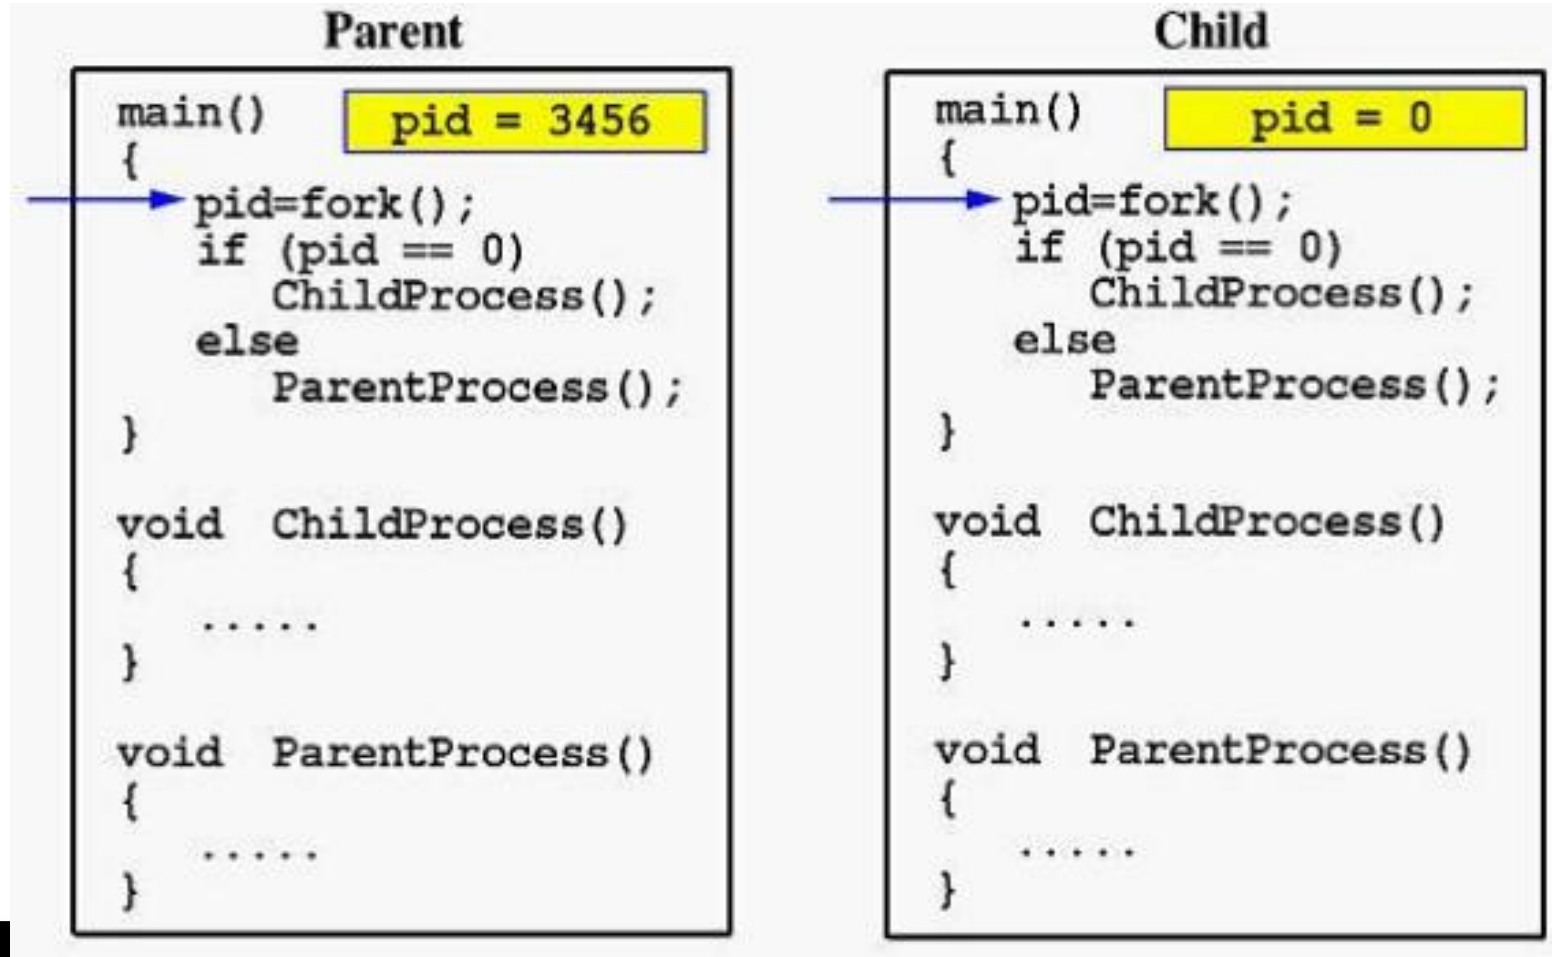 Parent
main()
pid = 3456
{
pid=fork();
if (pid == 0)
ChildProcess();
else
ParentProcess();
}
void ChildProcess()
{
.....
}
void ParentProcess()
{
.....
}
Child
main()
pid = 0
{
pid=fork();
if (pid == 0)
ChildProcess();
else
ParentProcess();
}
void ChildProcess()
{
.....
}
void ParentProcess()
{
.....
}